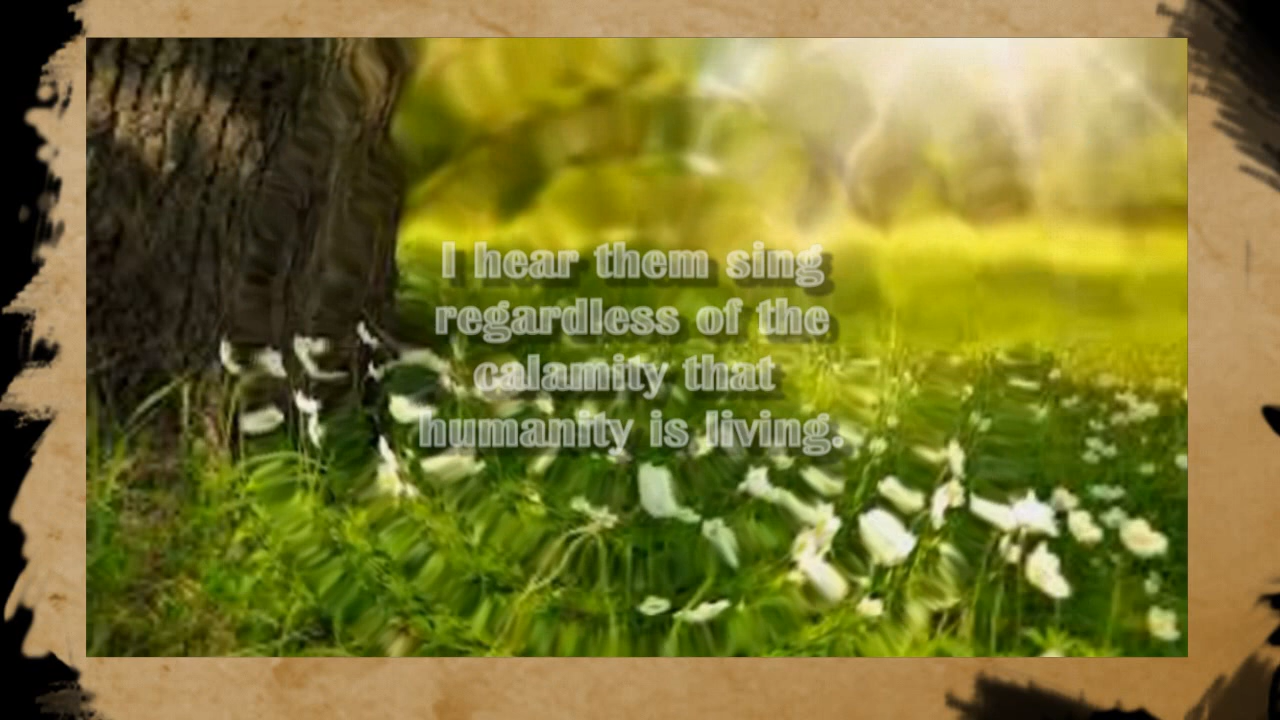 I hear them sing
regardless of the
calamity that
humanity is living.